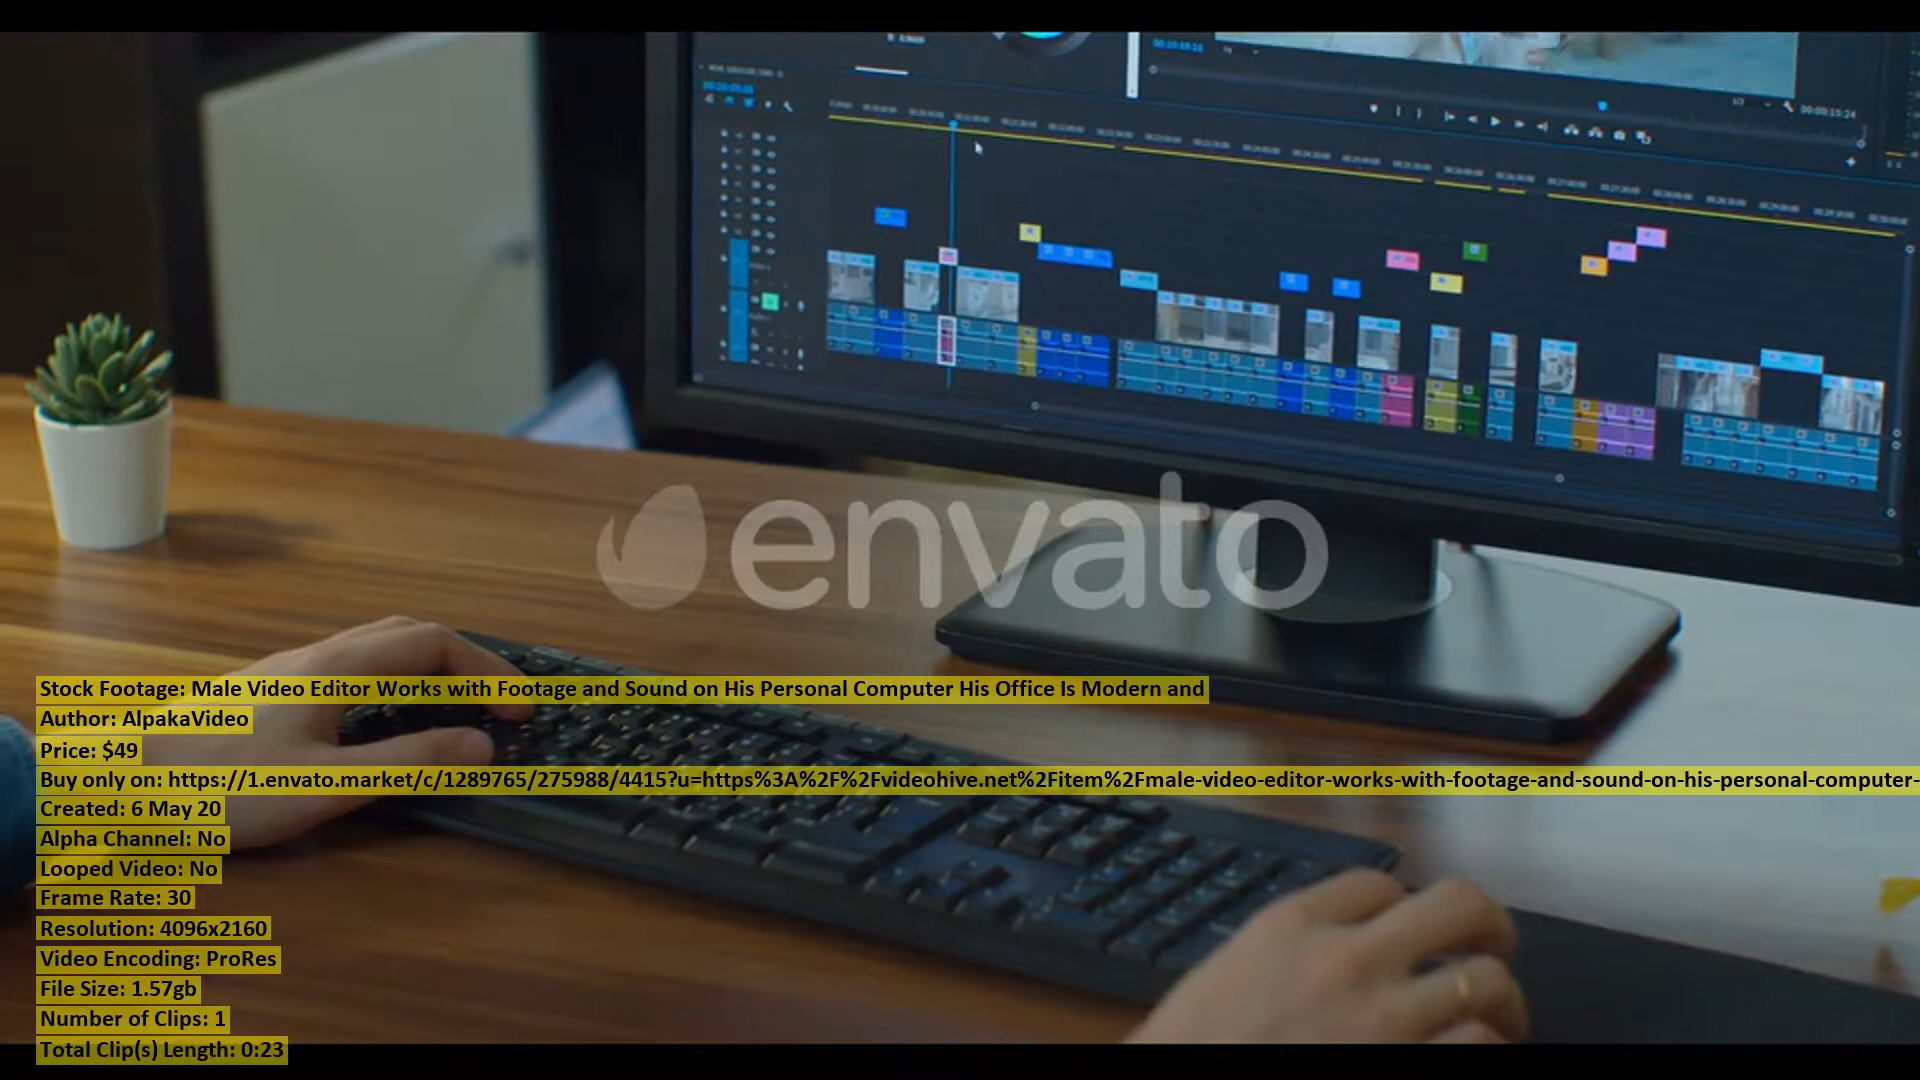 envato
Stock Footage: Male Video Editor Works with Footage and Sound on His Personal Computer His Office Is Modern and
Author: AlpakaVideo
Price: $49
Buy only on: https://1.envato.market/c/1289765/275988/4415?u=https%3A%2F%2Fvideohive.net%2Fitem%2Fmale-video-editor-works-with-footage-and-sound-on-his-personal-computer-
Created: 6 May 20
Alpha Channel: No
Looped Video: No
Frame Rate: 30
Resolution: 4096x2160
Video Encoding: ProRes
File Size: 1.57gb
Number of Clips: 1
Total Clip(s) Length: 0:23